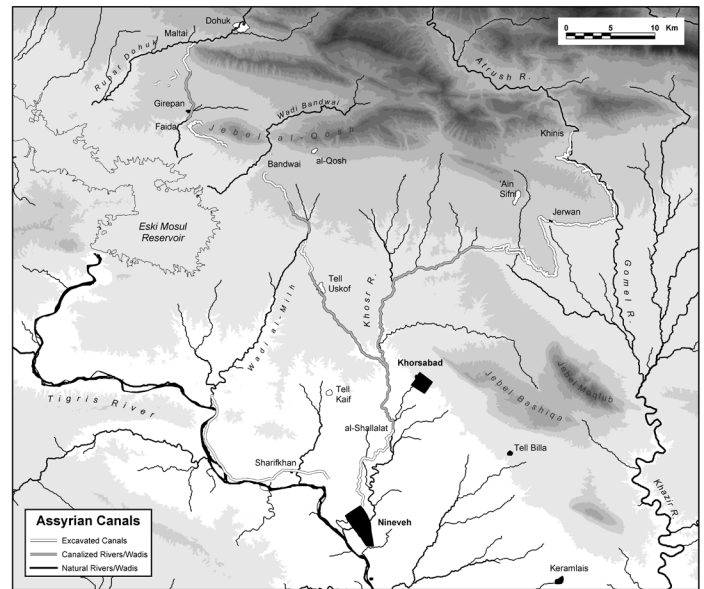 Dohuk
0 5 10 Km
Maltai
Rubar Dohuk
Atrush R.
Girepan
Wadi Bandwai
Faida
Jebel al-Qosh
Khinis
Bandwai
al-Qosh
'Ain
Sifni
Jerwan
Eski Mosul
Reservoir
Gomel R.
Tell
Uskof
Khosr R.
Wadi al-Milh
Khorsabad
Jebel Maqlub
Jebel Bashiqa
Tell
Kaif
Tigris River
al-Shallalat
Tell Billa
Sharifkhan
Khazir R.
Nineveh
Keramlais
Assyrian Canals
Excavated Canals
Canalized Rivers/Wadis
Natural Rivers/Wadis